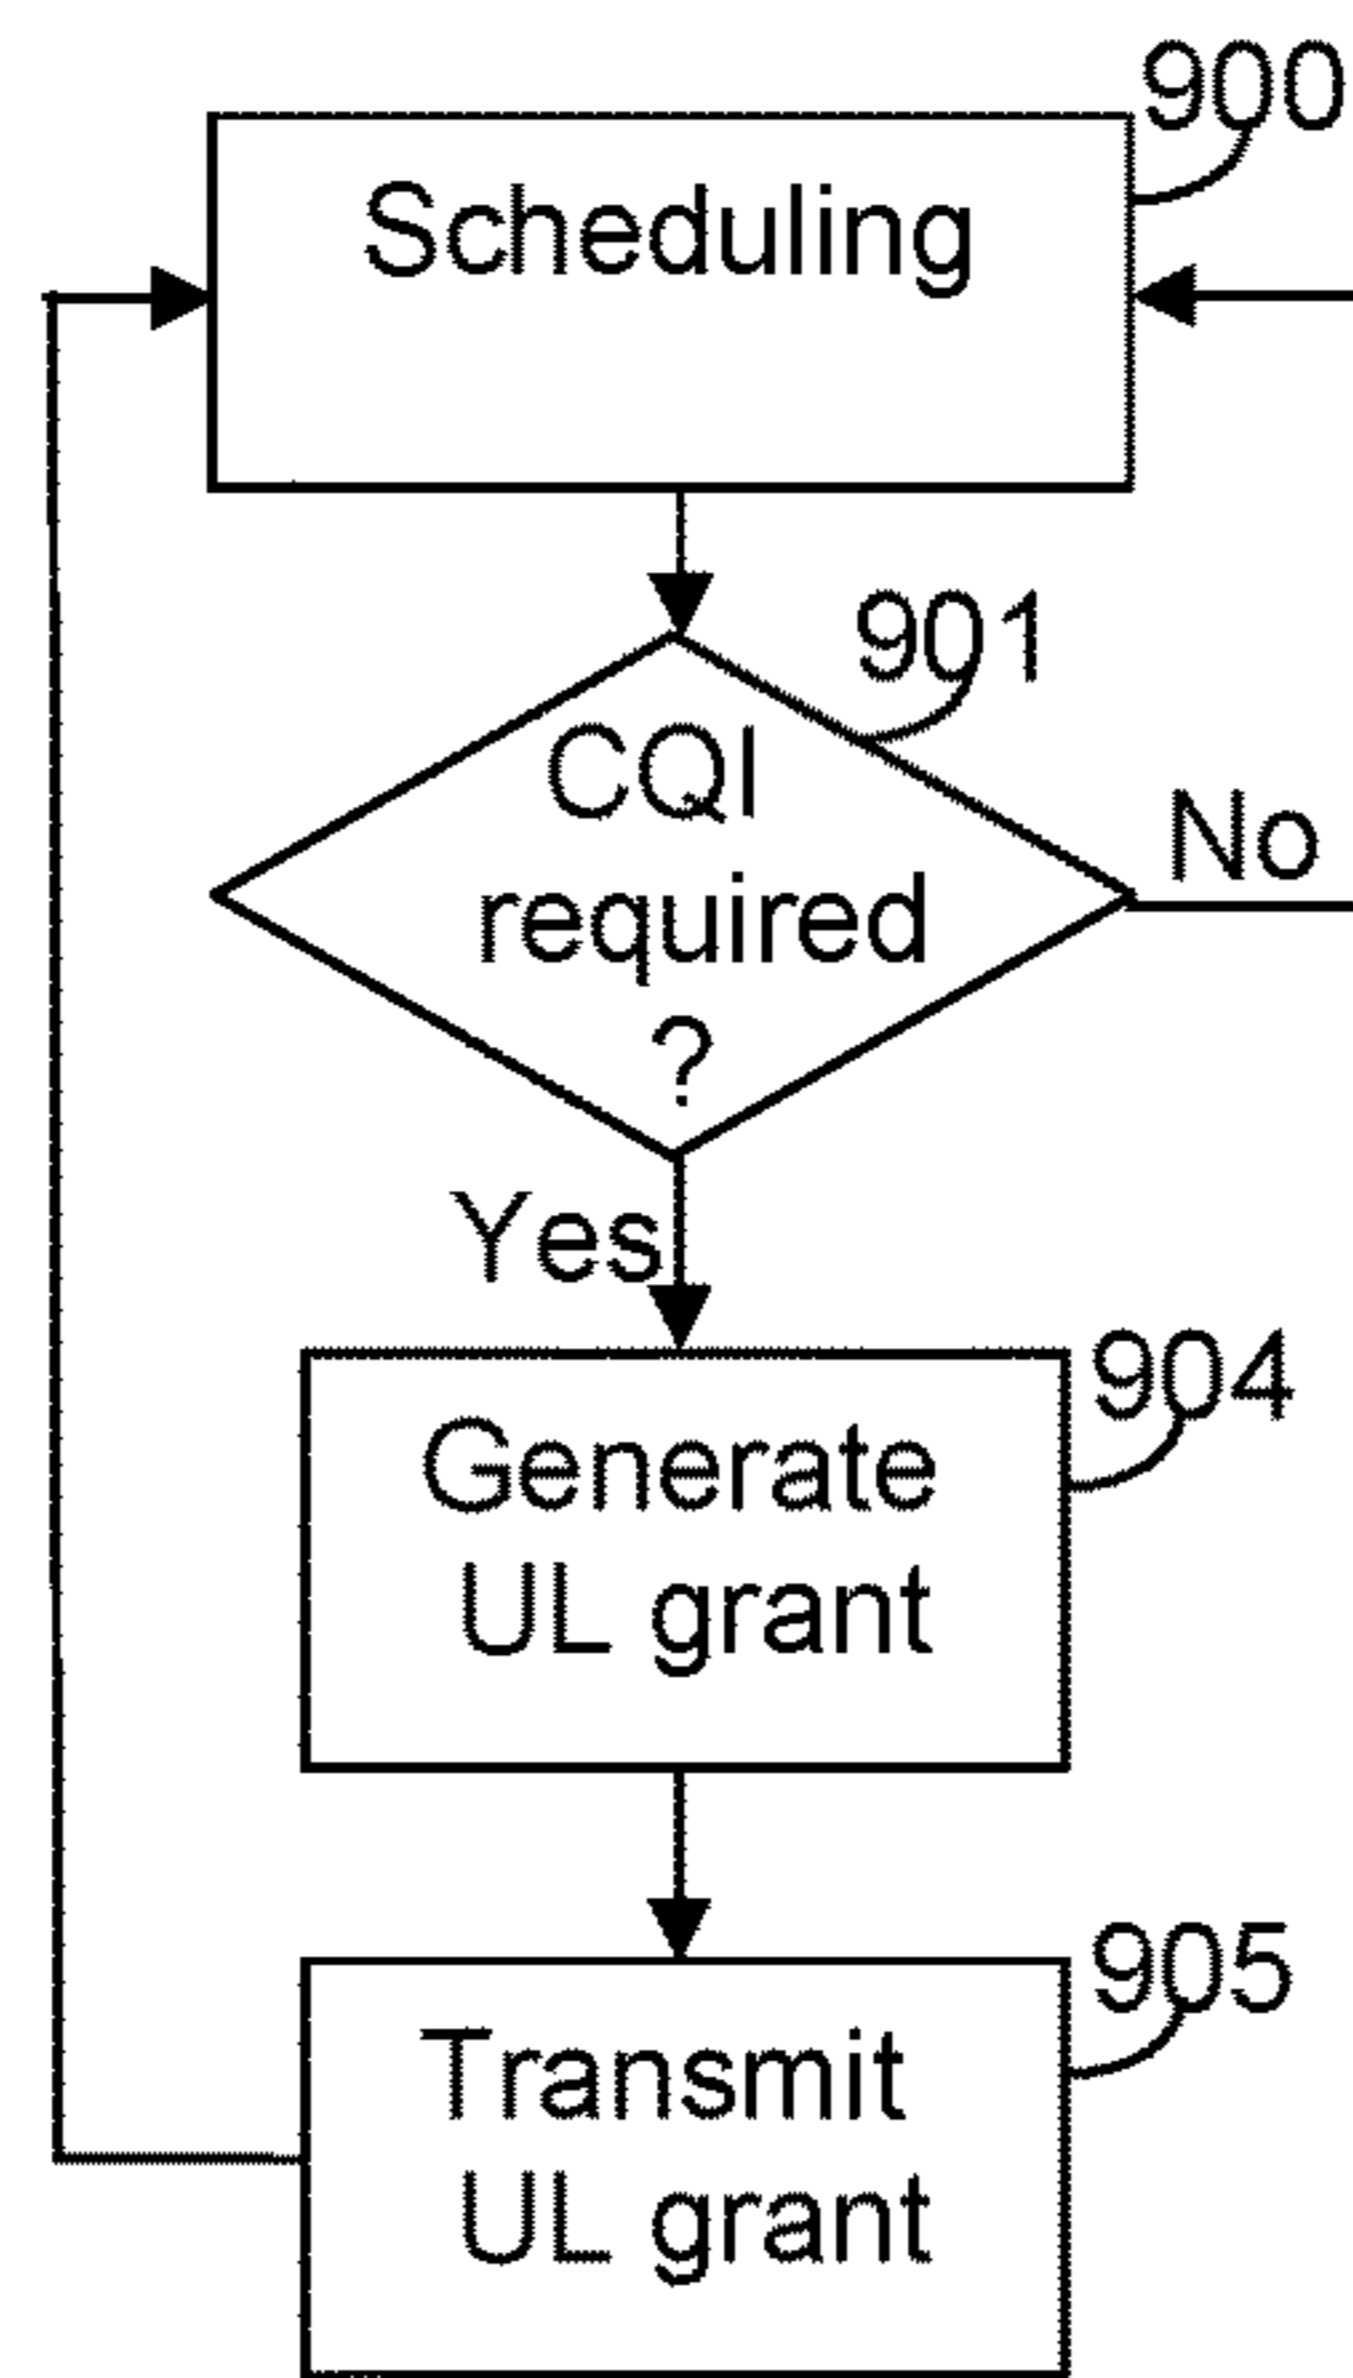 900
Scheduling
901
CQI
required
?
No
Yes
904
Generate
UL grant
905
Transmit
UL grant